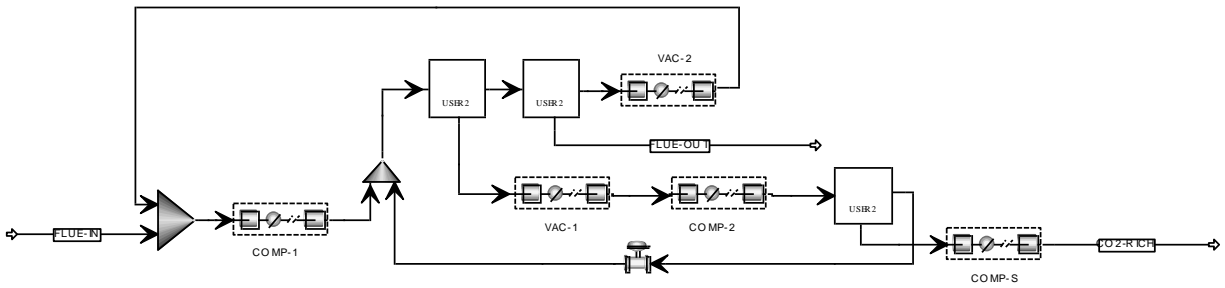 VAC-2
USER2
USER2
FLUE-OUT
USER2
FLUE-IN
COMP-1
VAC-1
COMP-2
CO2-RICH
COMP-S